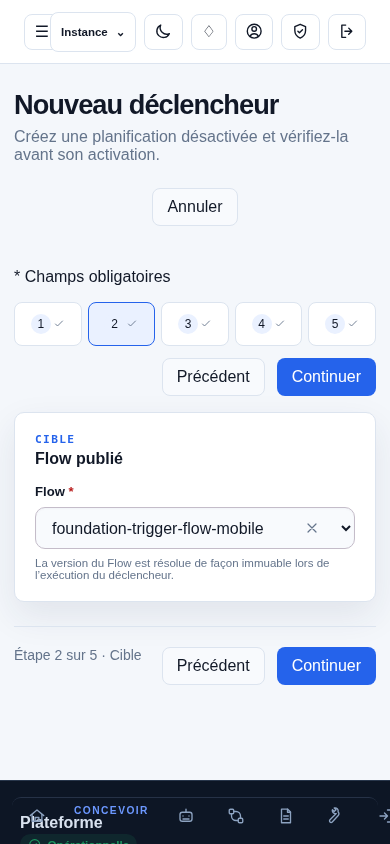 Instance
Nouveau déclencheur
Créez une planification désactivée et vérifiez-la
avant son activation.
Annuler
* Champs obligatoires
1 2 3 4 5
Précédent Continuer
CIBLE
Flow publié
Flow *
foundation-trigger-flow-mobile
La version du Flow est résolue de façon immuable lors de
l'exécution du déclencheur.
Étape 2 sur 5 · Cible Précédent Continuer
CONCEVOIR
Plateforme
Opérationnelle